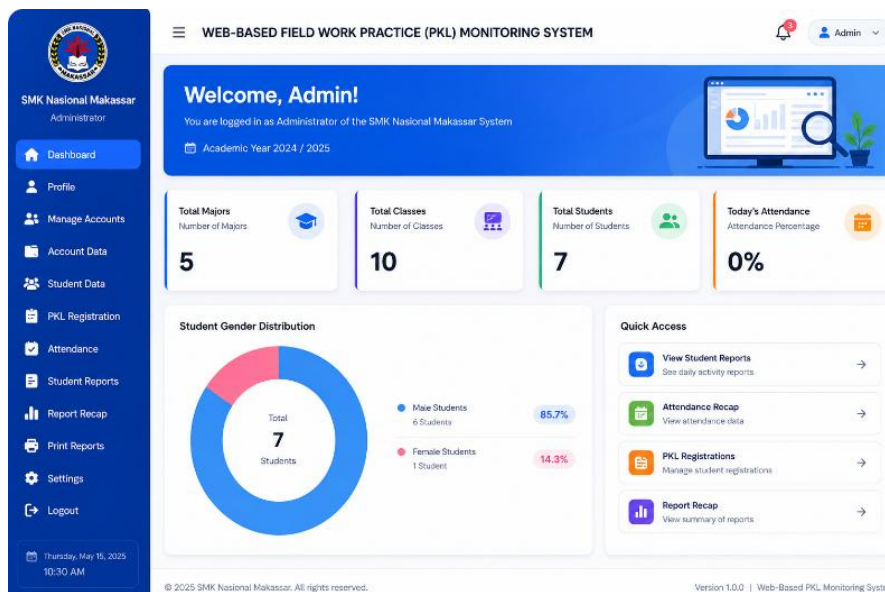 SMK NASIONAL
MAKASSAR
SMK Nasional Makassar
Administrator
Dashboard
Profile
Manage Accounts
Account Data
Student Data
PKL Registration
Attendance
Student Reports
Report Recap
Print Reports
Settings
Logout
Thursday, May 15, 2025
10:30 AM
WEB-BASED FIELD WORK PRACTICE (PKL) MONITORING SYSTEM
3
Admin
Welcome, Admin!
You are logged in as Administrator of the SMK Nasional Makassar System
Academic Year 2024 / 2025
Total Majors
Number of Majors
5
Total Classes
Number of Classes
10
Total Students
Number of Students
7
Today's Attendance
Attendance Percentage
0%
Student Gender Distribution
Total
7
Students
Male Students
6 Students
85.7%
Female Students
1 Student
14.3%
Quick Access
View Student Reports
See daily activity reports
Attendance Recap
View attendance data
PKL Registrations
Manage student registrations
Report Recap
View summary of reports
© 2025 SMK Nasional Makassar. All rights reserved.
Version 1.0.0 | Web-Based PKL Monitoring Syste